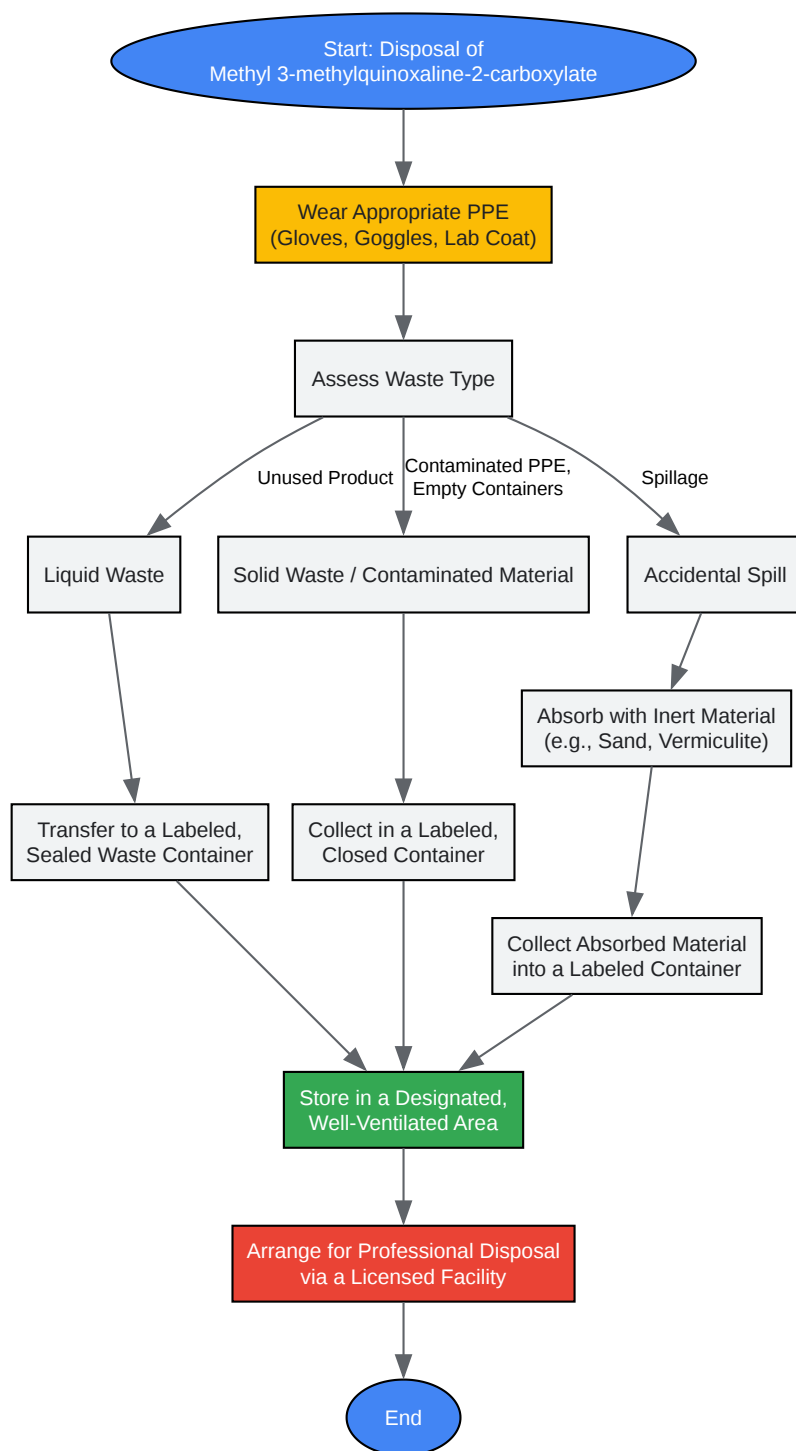 Start: Disposal of
Methyl 3-methylquinoxaline-2-carboxylate
Wear Appropriate PPE
(Gloves, Goggles, Lab Coat)
Assess Waste Type
Unused Product
Contaminated PPE,
Empty Containers
Spillage
Liquid Waste
Solid Waste / Contaminated Material
Accidental Spill
Absorb with Inert Material
(e.g., Sand, Vermiculite)
Transfer to a Labeled,
Sealed Waste Container
Collect in a Labeled,
Closed Container
Collect Absorbed Material
into a Labeled Container
Store in a Designated,
Well-Ventilated Area
Arrange for Professional Disposal
via a Licensed Facility
End